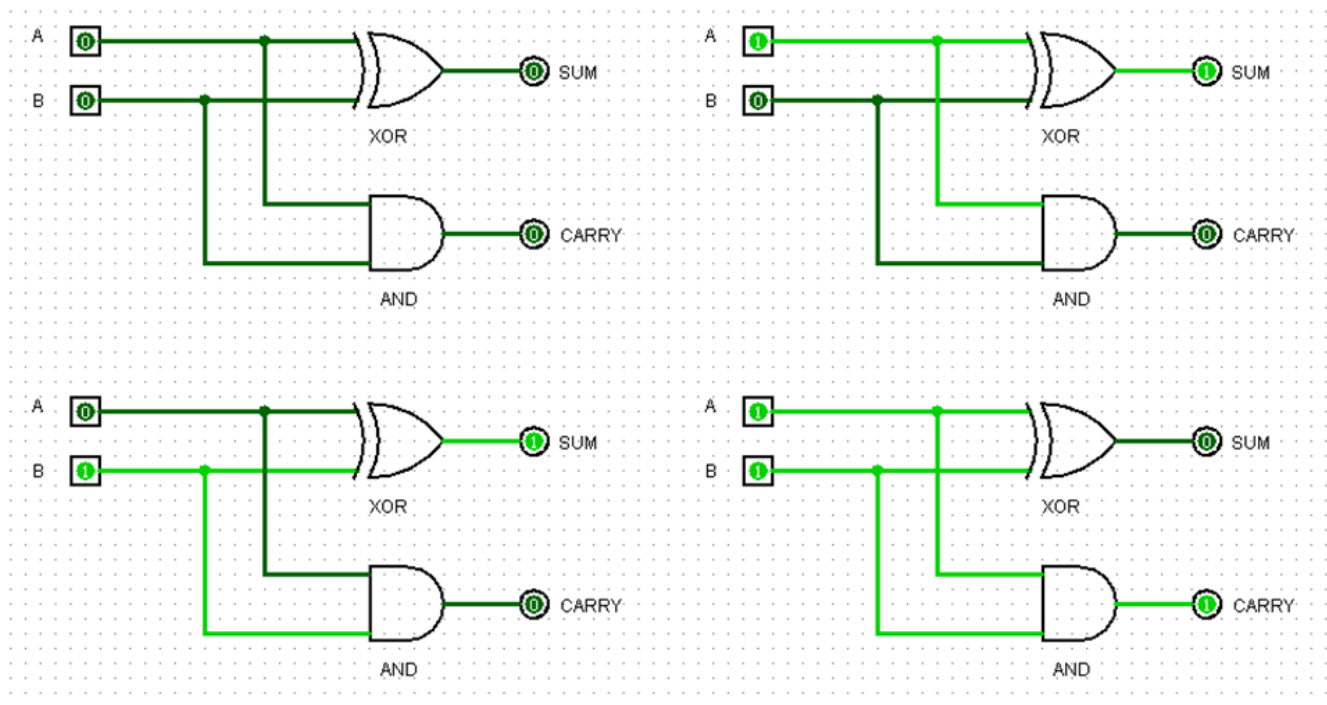 A 0 0 SUM
B 0
XOR
0 CARRY
AND
A 1 1 SUM
B 0
XOR
0 CARRY
AND
A 0 1 SUM
B 1
XOR
0 CARRY
AND
A 1 0 SUM
B 1
XOR
1 CARRY
AND